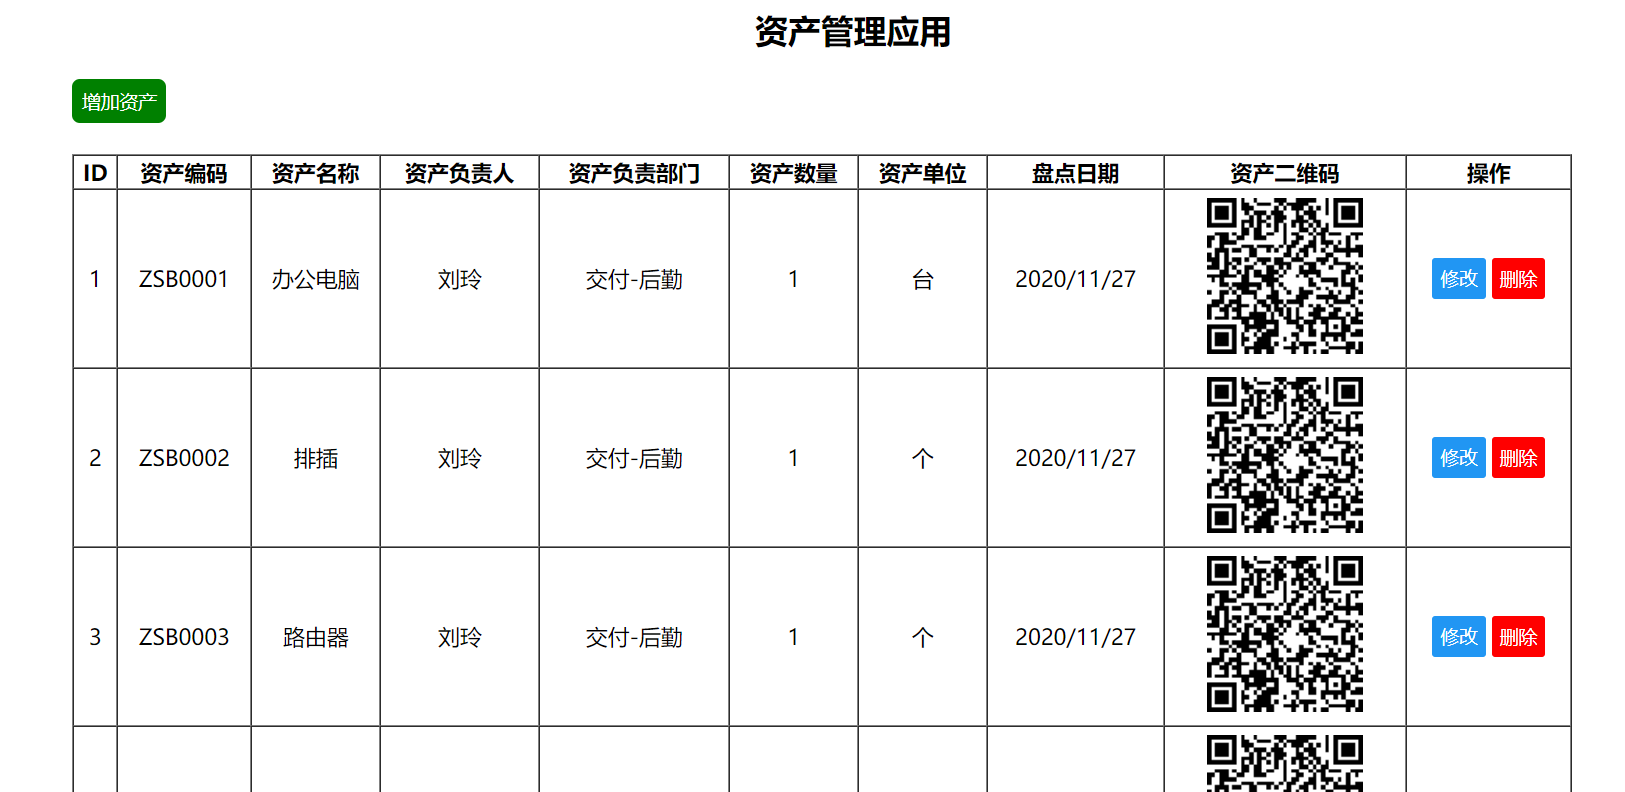 资产管理应用
增加资产
ID 资产编码 资产名称 资产负责人 资产负责部门 资产数量 资产单位 盘点日期 资产二维码 操作
1 ZSB0001 办公电脑 刘玲 交付-后勤 1 台 2020/11/27 修改 删除
2 ZSB0002 排插 刘玲 交付-后勤 1 个 2020/11/27 修改 删除
3 ZSB0003 路由器 刘玲 交付-后勤 1 个 2020/11/27 修改 删除